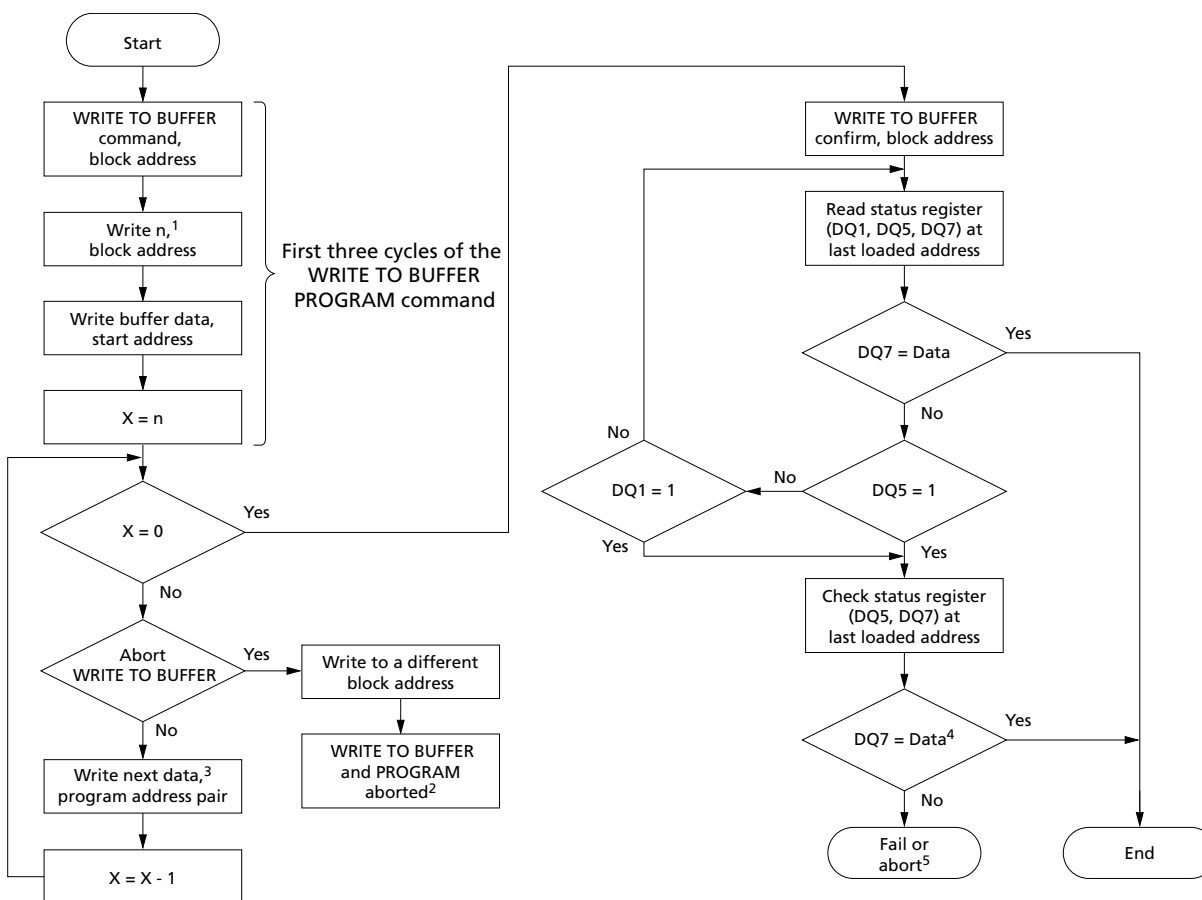 Start
WRITE TO BUFFER
command,
block address
Write n,1
block address
Write buffer data,
start address
X = n
First three cycles of the
WRITE TO BUFFER
PROGRAM command
X = 0
Yes
No
Abort
WRITE TO BUFFER
Yes
No
Write to a different
block address
WRITE TO BUFFER
and PROGRAM
aborted2
Write next data,3
program address pair
X = X - 1
WRITE TO BUFFER
confirm, block address
Read status register
(DQ1, DQ5, DQ7) at
last loaded address
DQ7 = Data
Yes
No
DQ5 = 1
No
Yes
DQ1 = 1
No
Yes
Check status register
(DQ5, DQ7) at
last loaded address
DQ7 = Data4
Yes
No
Fail or
abort5
End